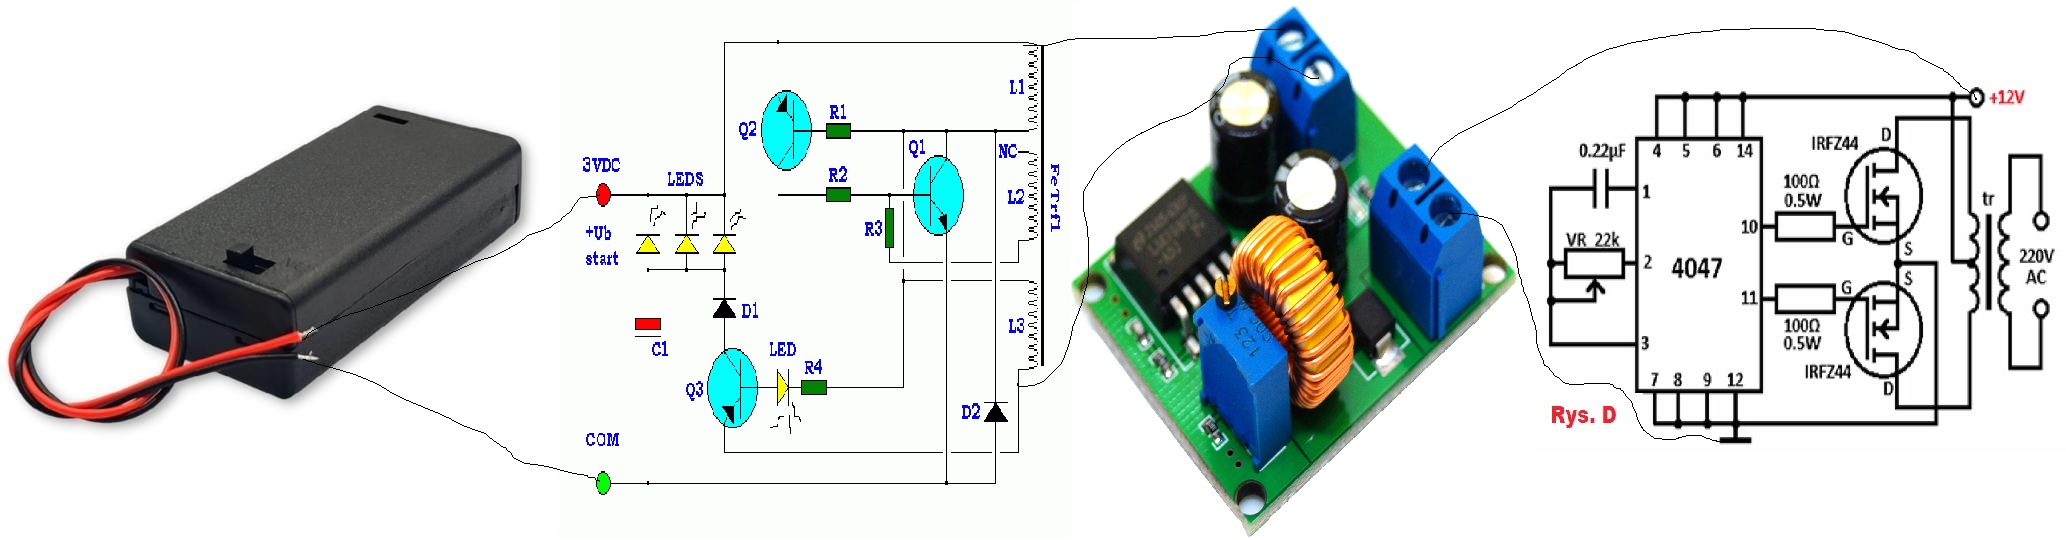 3VDC
+Ub
start
COM
LEDS
C1
D1
Q3
LED
R4
Q2
R1
R2
R3
Q1
NC
L1
L2
L3
FeTrf1
D2
123
+12V
4 5 6 14
0.22µF
1
VR 22k
2
3
4047
10
11
7 8 9 12
100Ω
0.5W
100Ω
0.5W
IRFZ44
D
G
S
S
G
D
IRFZ44
tr
220V
AC
Rys. D